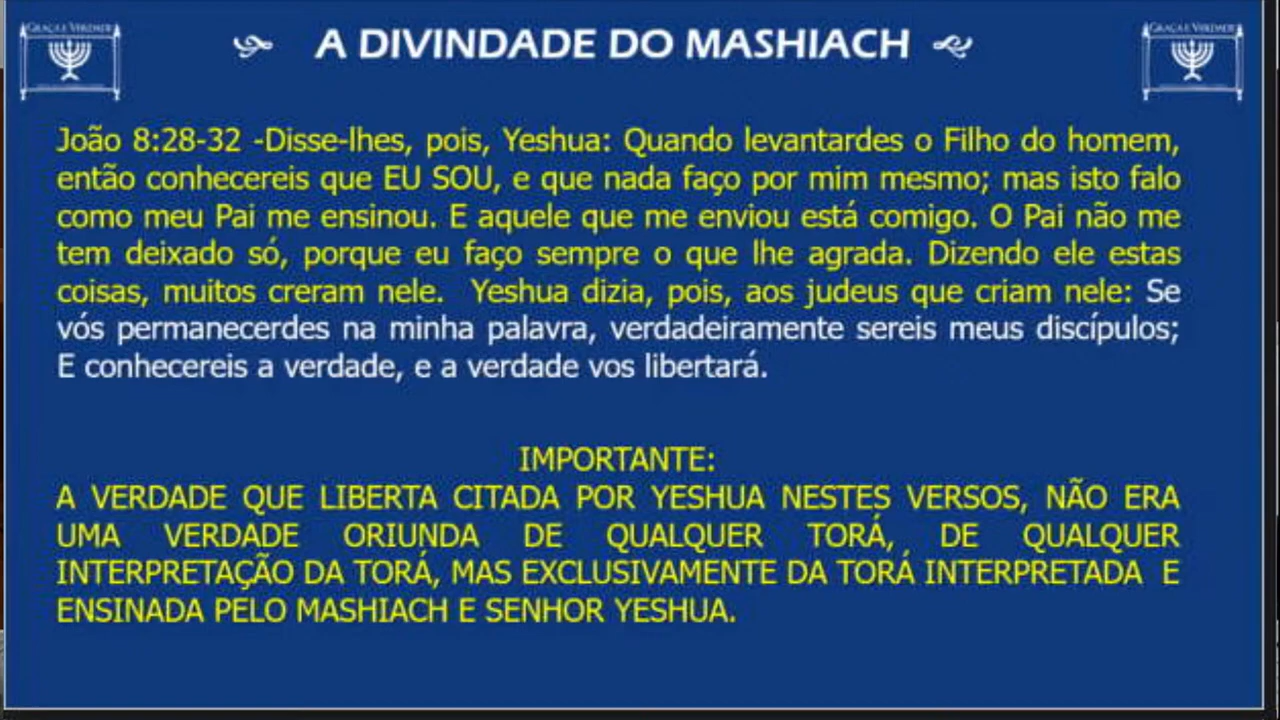 GRAÇA E VERDADE
A DIVINDADE DO MASHIACH
GRAÇA E VERDADE
João 8:28-32 -Disse-lhes, pois, Yeshua: Quando levantardes o Filho do homem,
então conhecereis que EU SOU, e que nada faço por mim mesmo; mas isto falo
como meu Pai me ensinou. E aquele que me enviou está comigo. O Pai não me
tem deixado só, porque eu faço sempre o que lhe agrada. Dizendo ele estas
coisas, muitos creram nele. Yeshua dizia, pois, aos judeus que criam nele: Se
vós permanecerdes na minha palavra, verdadeiramente sereis meus discípulos;
E conhecereis a verdade, e a verdade vos libertará.
IMPORTANTE:
A VERDADE QUE LIBERTA CITADA POR YESHUA NESTES VERSOS, NÃO ERA
UMA VERDADE ORIUNDA DE QUALQUER TORÁ, DE QUALQUER
INTERPRETAÇÃO DA TORÁ, MAS EXCLUSIVAMENTE DA TORÁ INTERPRETADA E
ENSINADA PELO MASHIACH E SENHOR YESHUA.